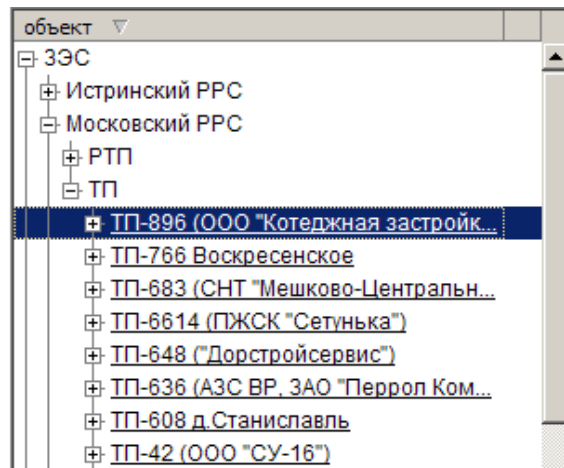 объект
ЗЭС
Истринский РРС
Московский РРС
РТП
ТП
ТП-896 (ООО "Котеджная застройк...
ТП-766 Воскресенское
ТП-683 (СНТ "Мешково-Центральн...
ТП-6614 (ПЖСК "Сетунька")
ТП-648 ("Дорстройсервис")
ТП-636 (АЗС ВР, ЗАО "Перрол Ком...
ТП-608 д.Станиславль
ТП-42 (ООО "СУ-16")